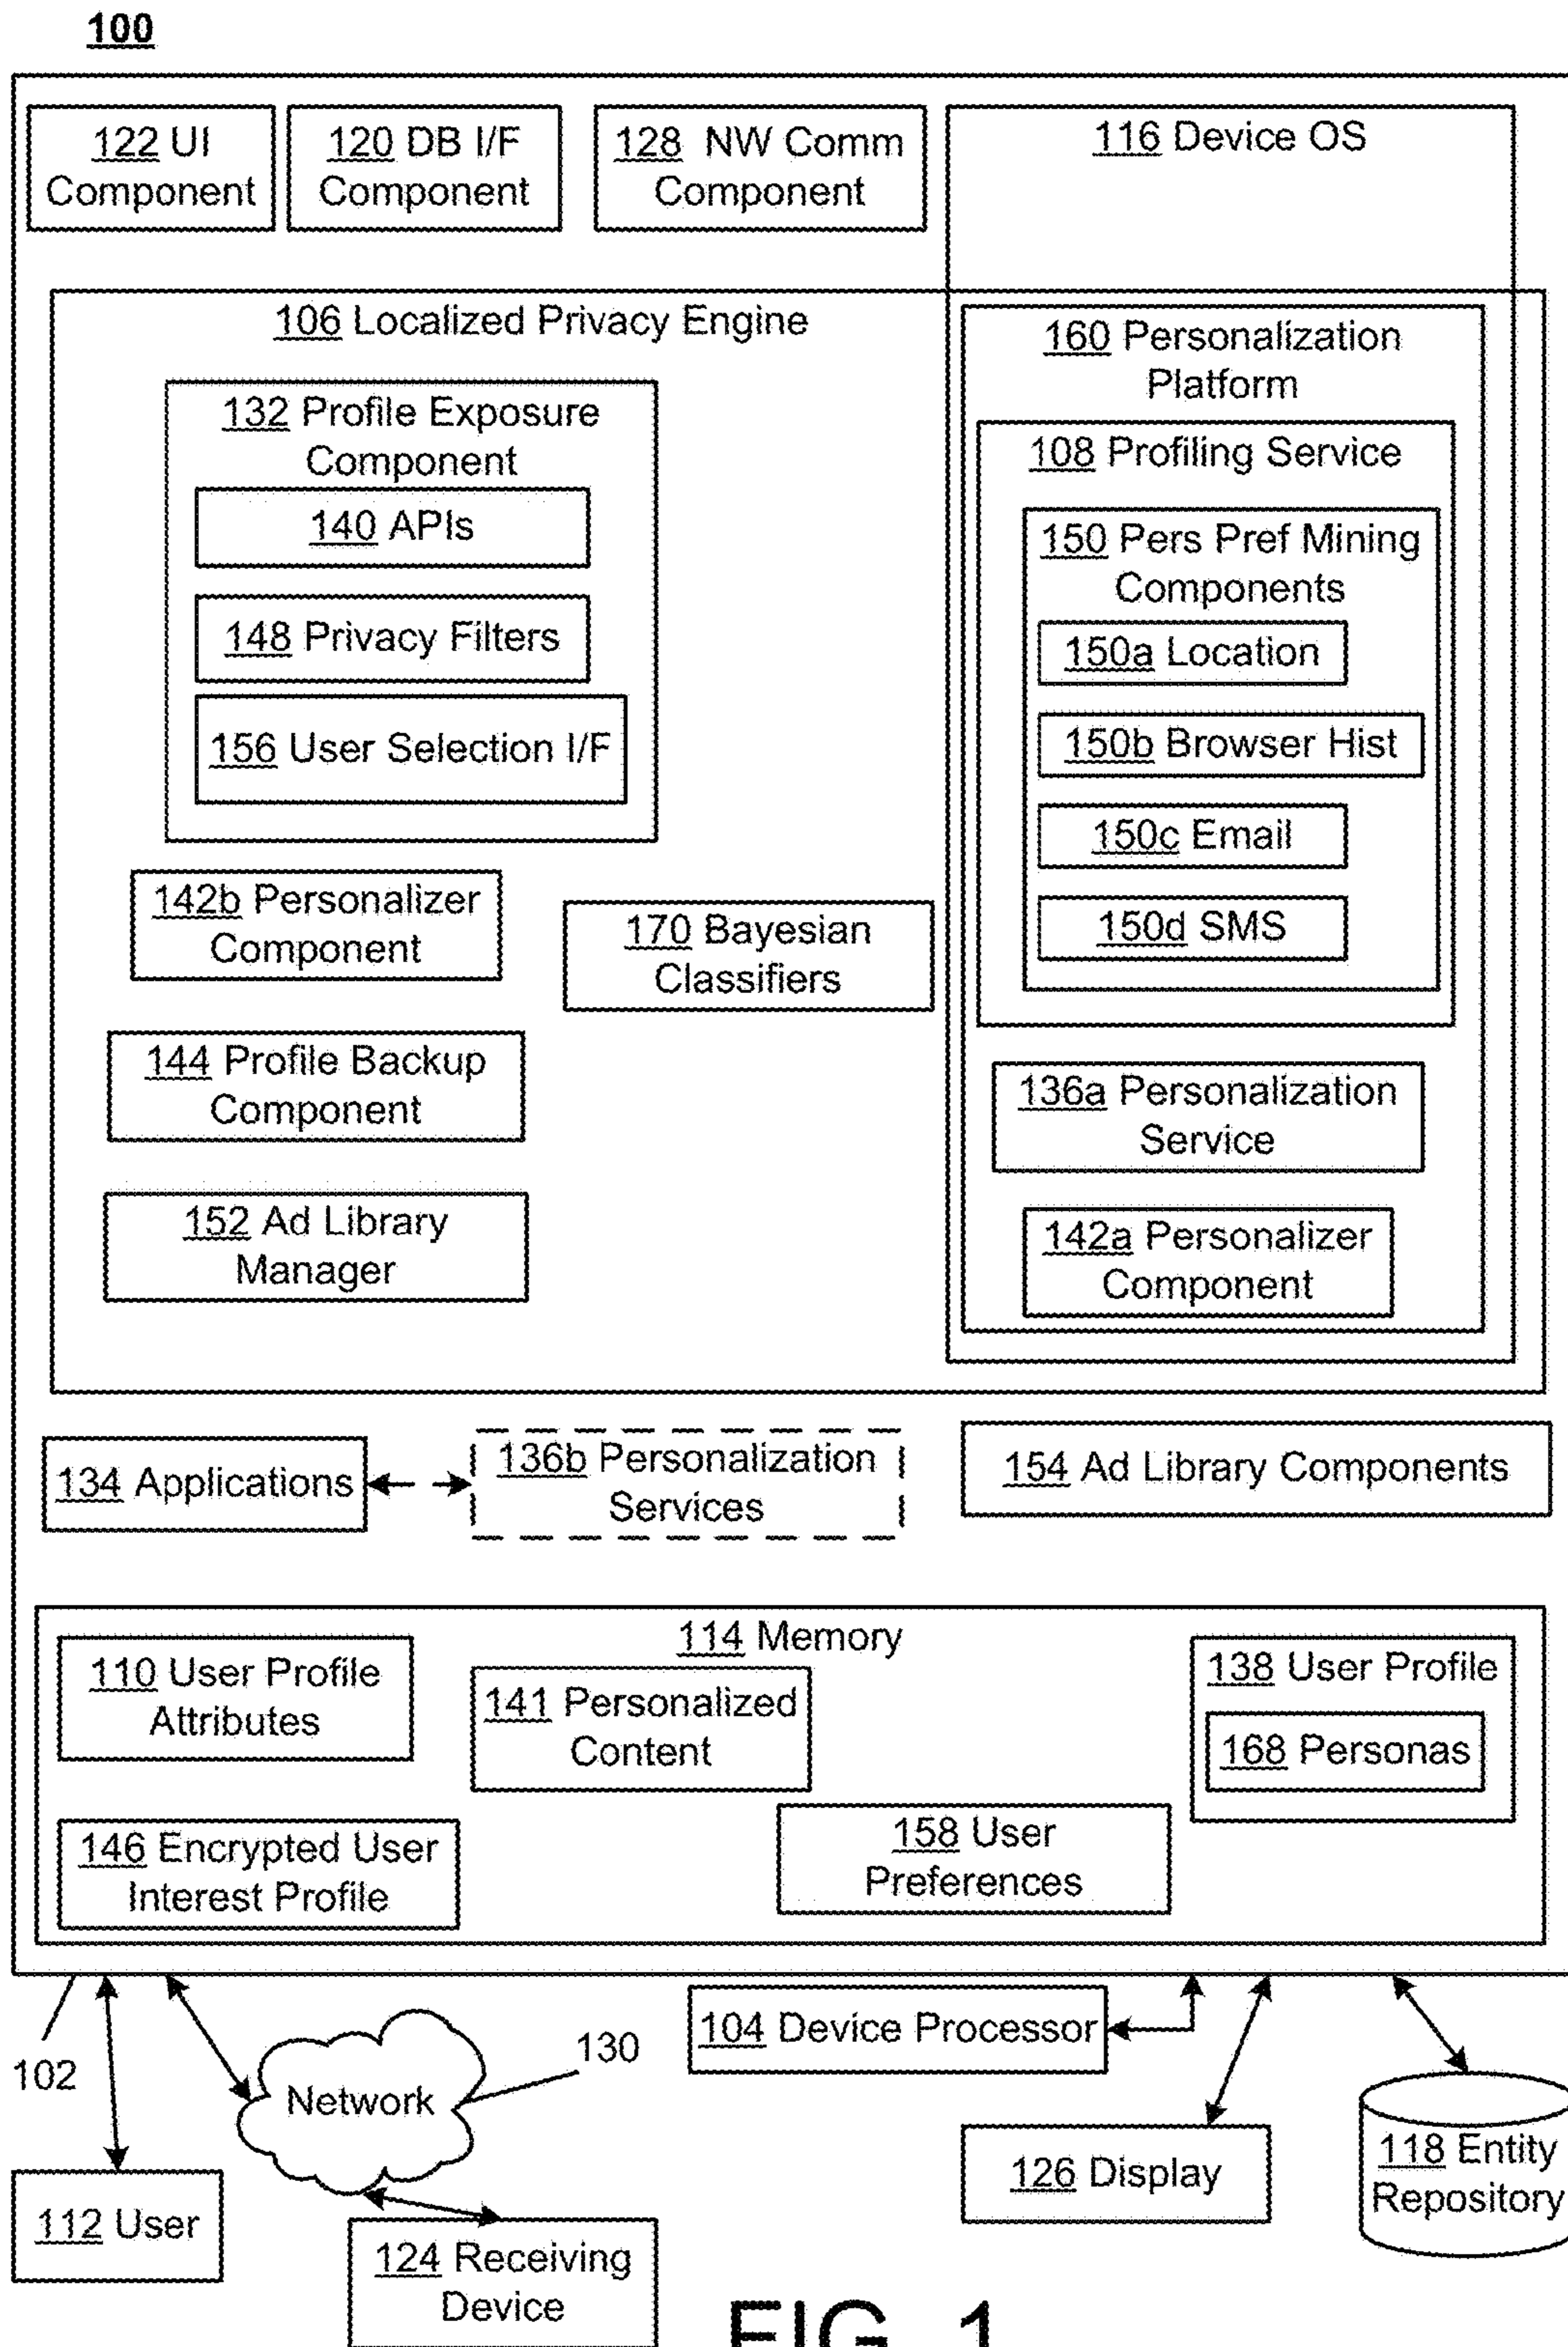 100
122 UI
Component
120 DB I/F
Component
128 NW Comm
Component
116 Device OS
106 Localized Privacy Engine
132 Profile Exposure
Component
140 APIs
148 Privacy Filters
156 User Selection I/F
142b Personalizer
Component
170 Bayesian
Classifiers
144 Profile Backup
Component
152 Ad Library
Manager
160 Personalization
Platform
108 Profiling Service
150 Pers Pref Mining
Components
150a Location
150b Browser Hist
150c Email
150d SMS
136a Personalization
Service
142a Personalizer
Component
134 Applications
136b Personalization
Services
154 Ad Library Components
114 Memory
110 User Profile
Attributes
141 Personalized
Content
138 User Profile
168 Personas
146 Encrypted User
Interest Profile
158 User
Preferences
102
Network
130
104 Device Processor
112 User
124 Receiving
Device
126 Display
118 Entity
Repository
FIG. 1